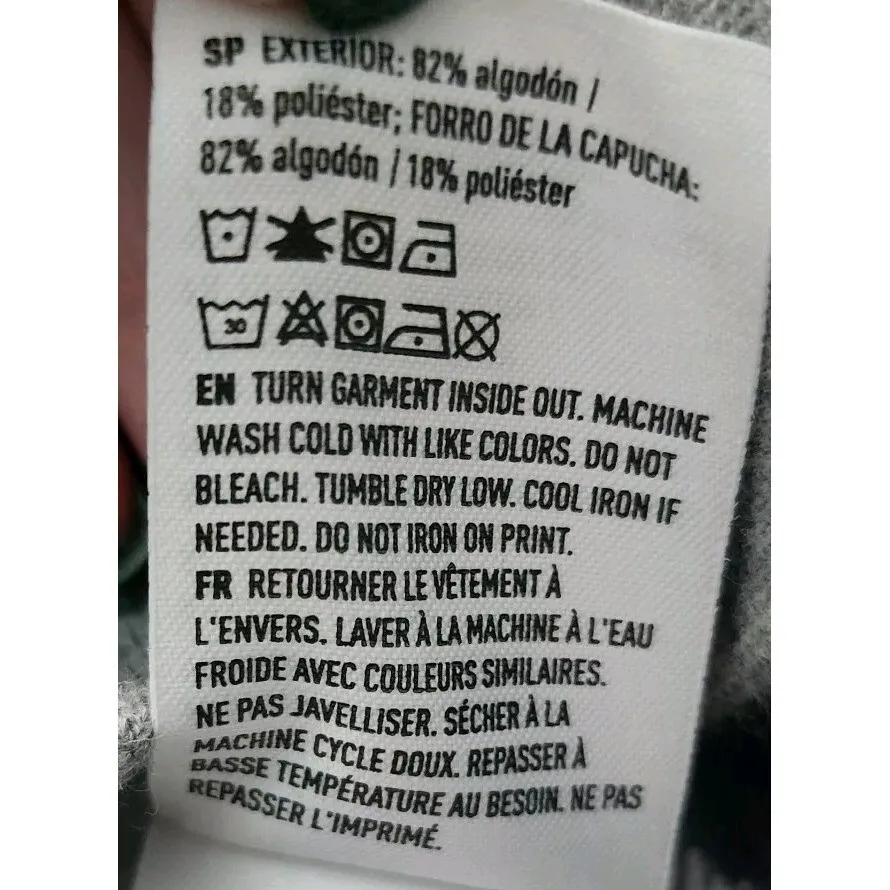 SP EXTERIOR: 82% algodón /
18% poliéster; FORRO DE LA CAPUCHA:
82% algodón / 18% poliéster
30
EN TURN GARMENT INSIDE OUT. MACHINE
WASH COLD WITH LIKE COLORS. DO NOT
BLEACH. TUMBLE DRY LOW. COOL IRON IF
NEEDED. DO NOT IRON ON PRINT.
FR RETOURNER LE VÊTEMENT À
L'ENVERS. LAVER À LA MACHINE À L'EAU
FROIDE AVEC COULEURS SIMILAIRES.
NE PAS JAVELLISER. SÉCHER À LA
MACHINE CYCLE DOUX. REPASSER À
BASSE TEMPÉRATURE AU BESOIN. NE PAS
REPASSER L'IMPRIMÉ.